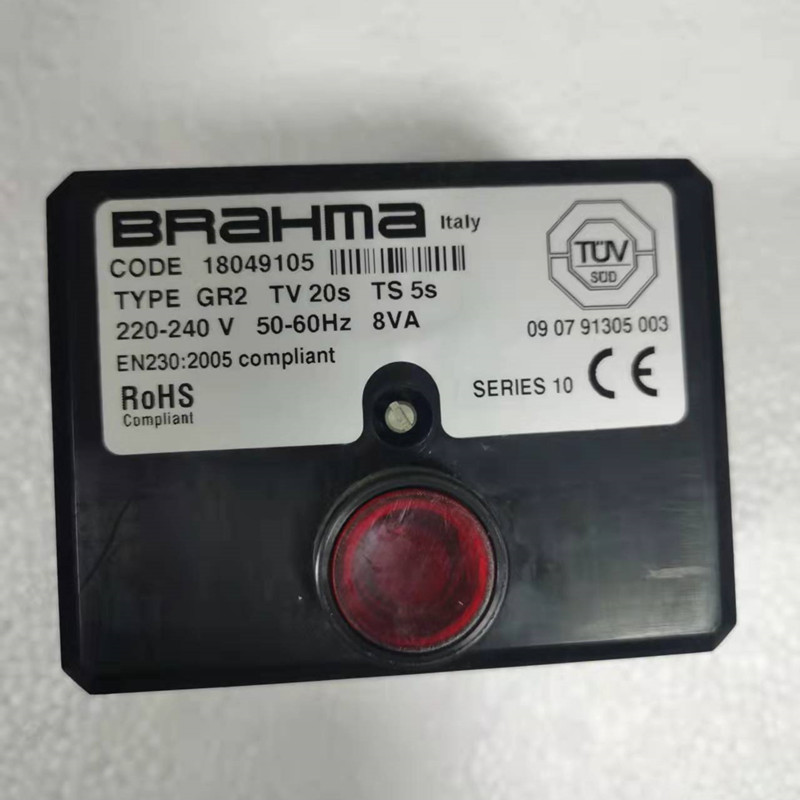 BRAHMA Italy
CODE 18049105
TYPE GR2 TV 20s TS 5s
220-240 V 50-60Hz 8VA
EN230:2005 compliant
RoHS
Compliant
TÜV
SÜD
09 07 91305 003
SERIES 10 CE